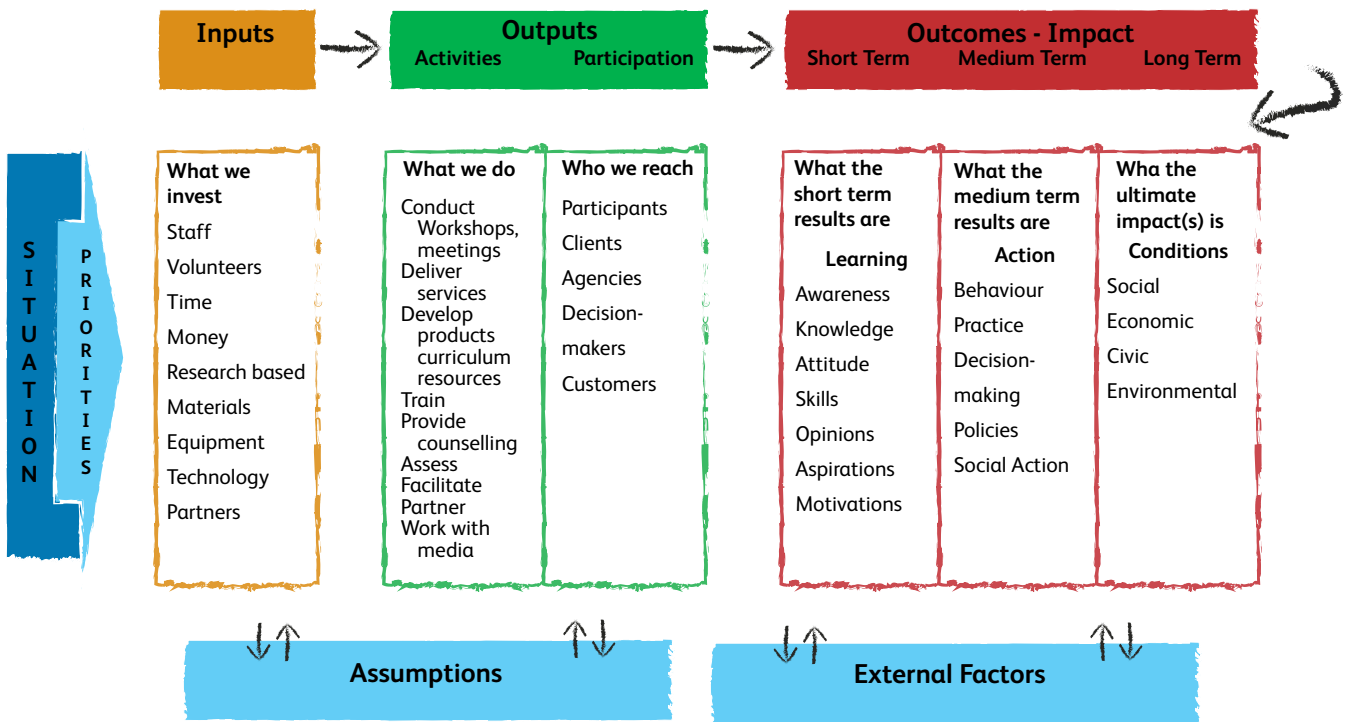 Inputs
Outputs
Activities
Participation
Outcomes - Impact
Short Term
Medium Term
Long Term
SITUATION
PRIORITIES
What we
invest
Staff
Volunteers
Time
Money
Research based
Materials
Equipment
Technology
Partners
What we do
Conduct
Workshops,
meetings
Deliver
services
Develop
products
curriculum
resources
Train
Provide
counselling
Assess
Facilitate
Partner
Work with
media
Who we reach
Participants
Clients
Agencies
Decision-
makers
Customers
What the
short term
results are
Learning
Awareness
Knowledge
Attitude
Skills
Opinions
Aspirations
Motivations
What the
medium term
results are
Action
Behaviour
Practice
Decision-
making
Policies
Social Action
Wha the
ultimate
impact(s) is
Conditions
Social
Economic
Civic
Environmental
Assumptions
External Factors